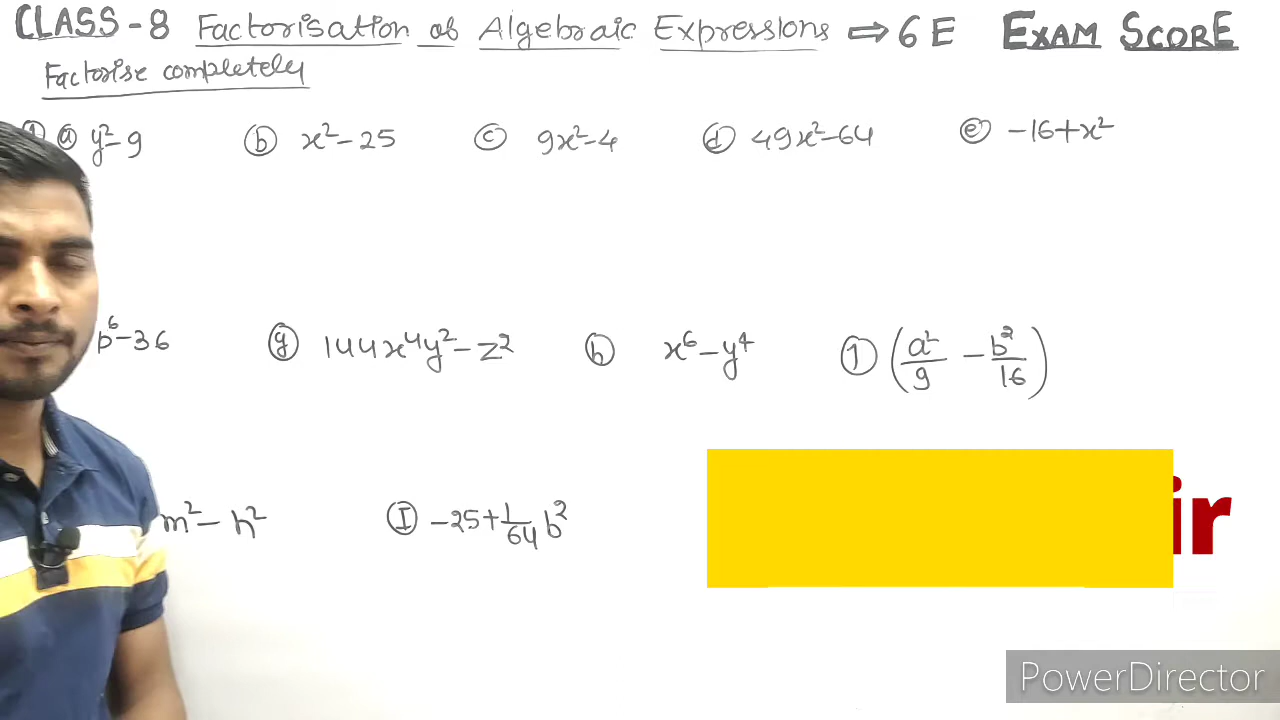 CLASS-8 Factorisation of Algebraic Expressions ⇒ 6 E EXAM SCORE
Factorise completely
ⓐ y²-9 ⓑ x²-25 ⓒ 9x²-4 ⓓ 49x²-64 ⓔ -16+x²
p⁶-36 ⓖ 144x⁴y²-z² ⓗ x⁶-y⁴ ⓘ (a²/9 - b²/16)
m²-n² Ⓘ -25+1/64 b²
ir
PowerDirector